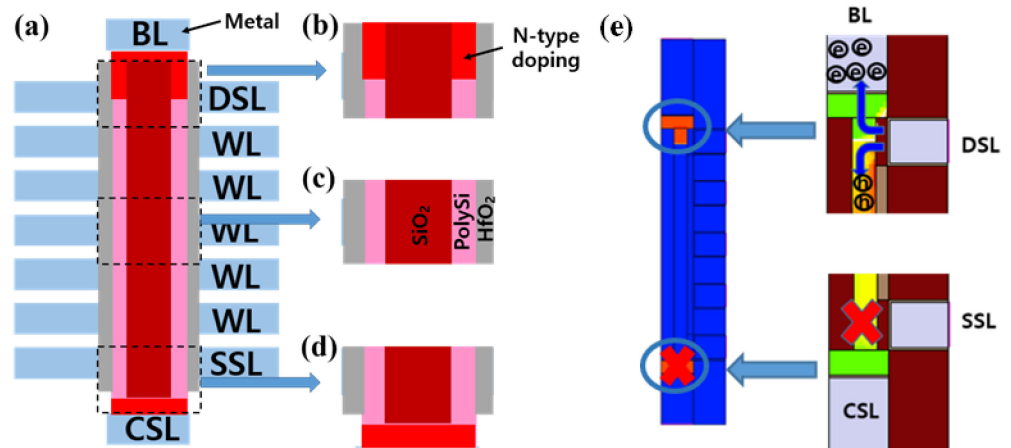 (a)
BL
Metal
DSL
WL
WL
WL
WL
WL
SSL
CSL
(b)
N-type
doping
(c)
SiO₂
PolySi
HfO₂
(d)
(e)
BL
e e
e e e
DSL
h
h
SSL
CSL